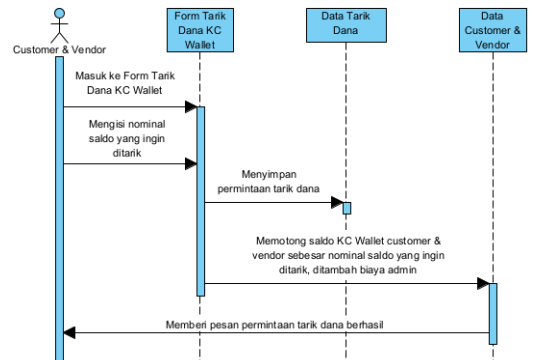 Form Tarik
Dana KC
Wallet
Data Tarik
Dana
Data
Customer &
Vendor
Customer & Vendor
Masuk ke Form Tarik
Dana KC Wallet
Mengisi nominal
saldo yang ingin
ditarik
Menyimpan
permintaan tarik dana
Memotong saldo KC Wallet customer &
vendor sebesar nominal saldo yang ingin
ditarik, ditambah biaya admin
Memberi pesan permintaan tarik dana berhasil